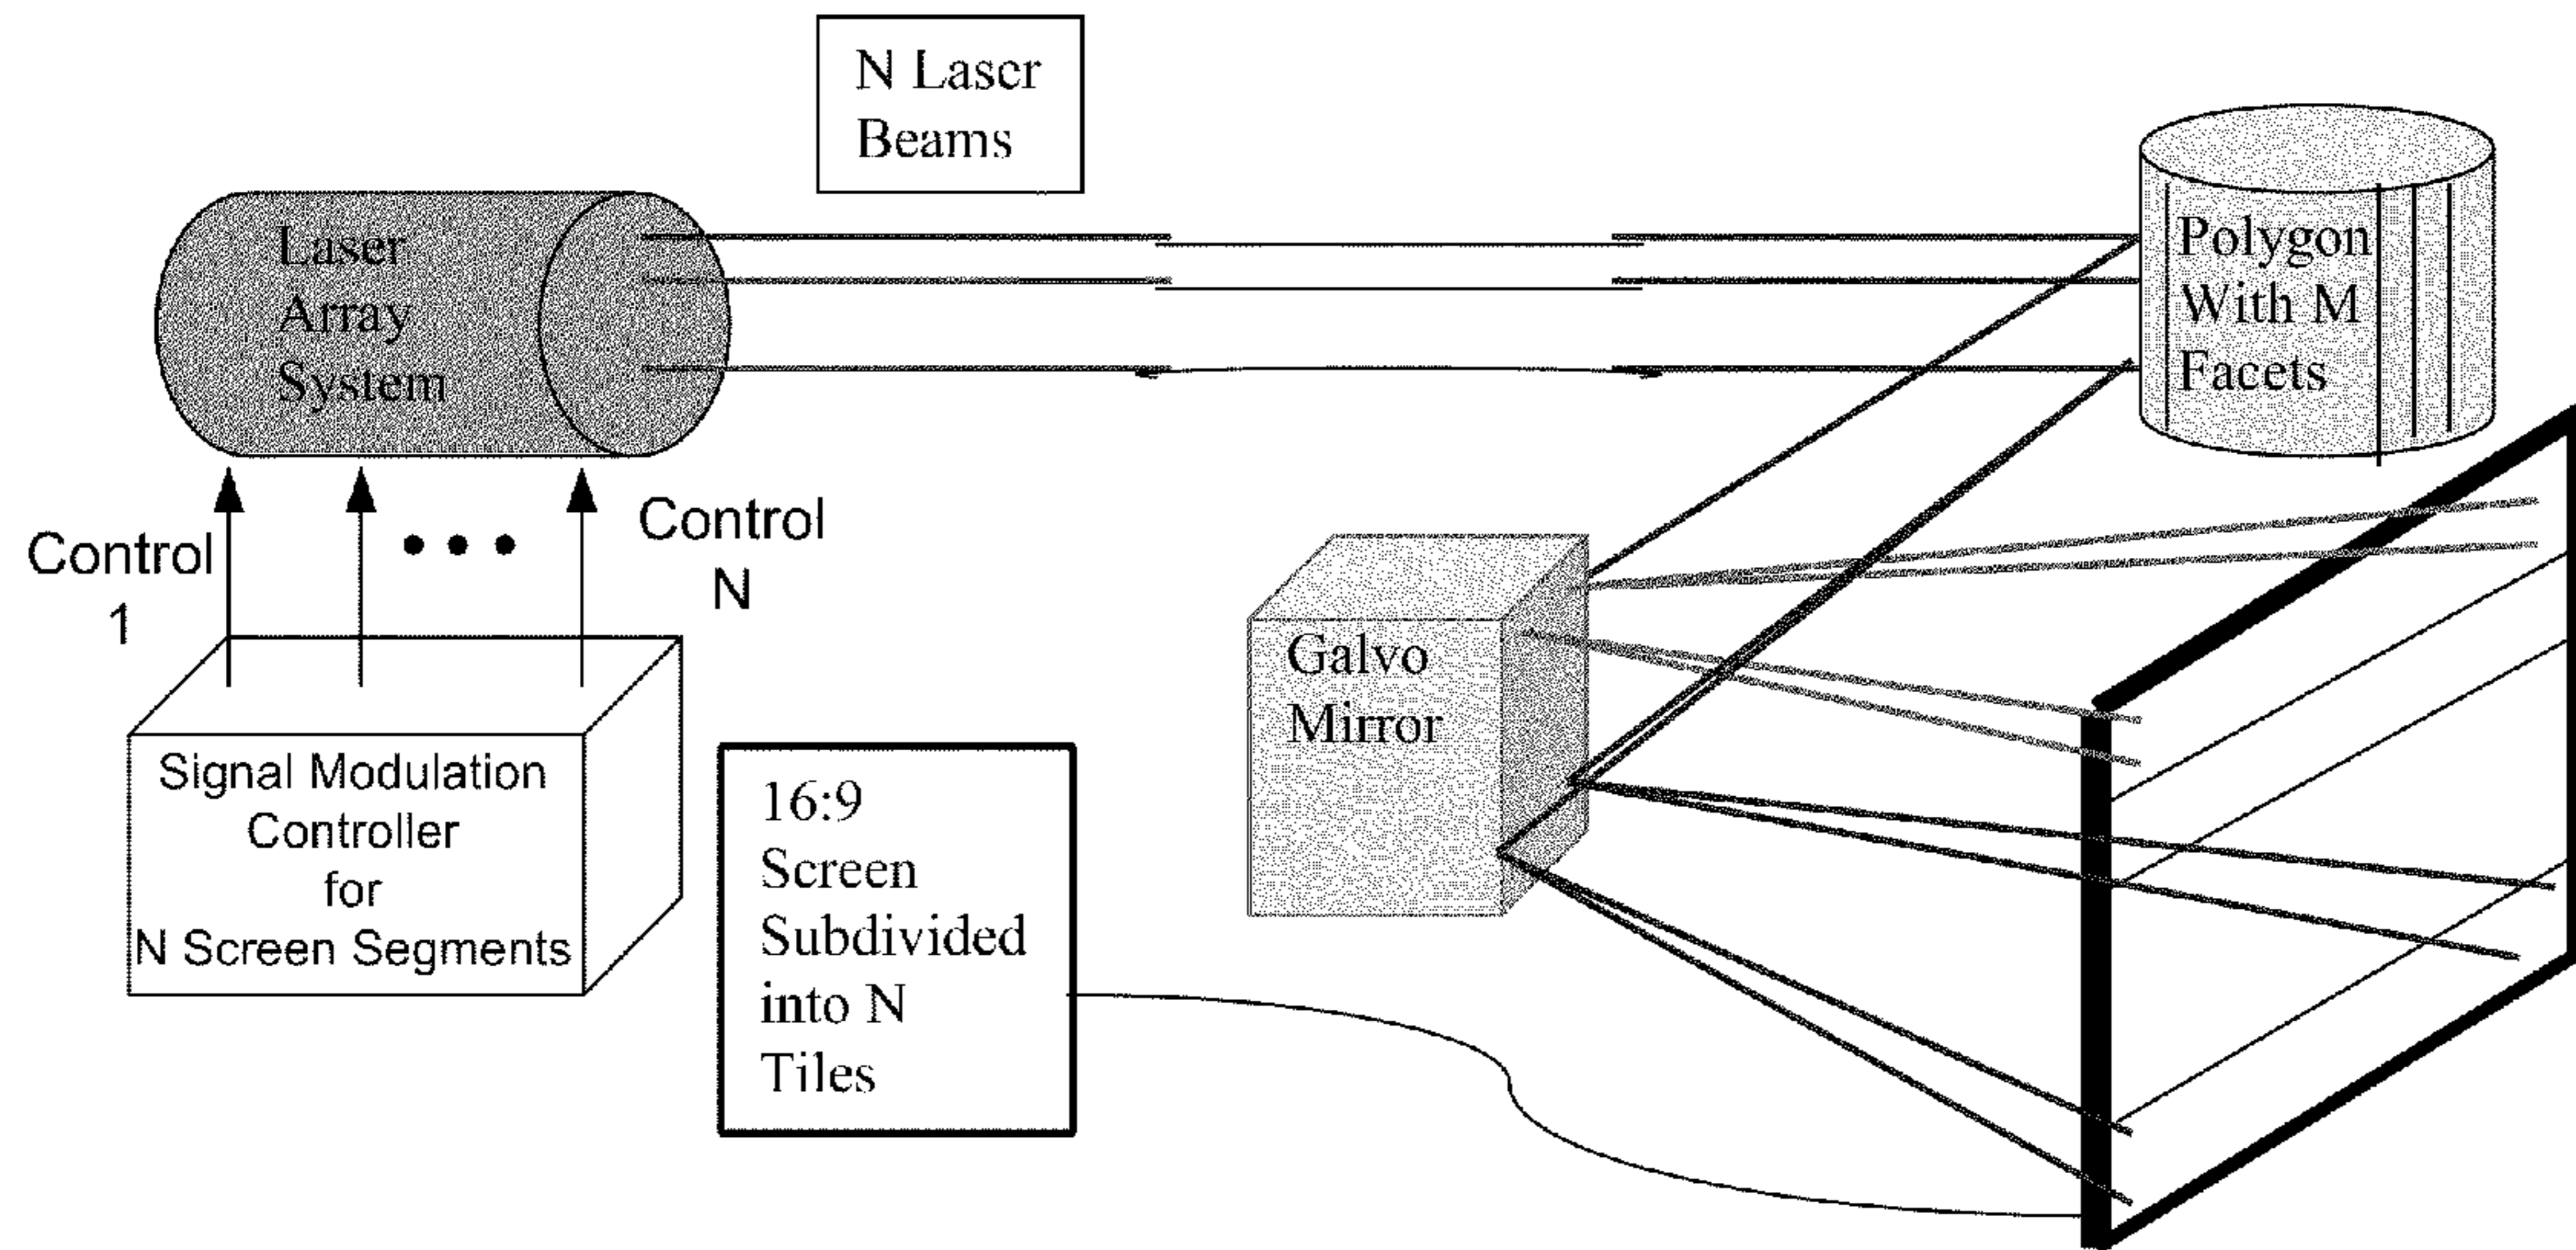 N Laser
Beams
Laser
Array
System
Polygon
With M
Facets
Control
1
Control
N
Galvo
Mirror
Signal Modulation
Controller
for
N Screen Segments
16:9
Screen
Subdivided
into N
Tiles